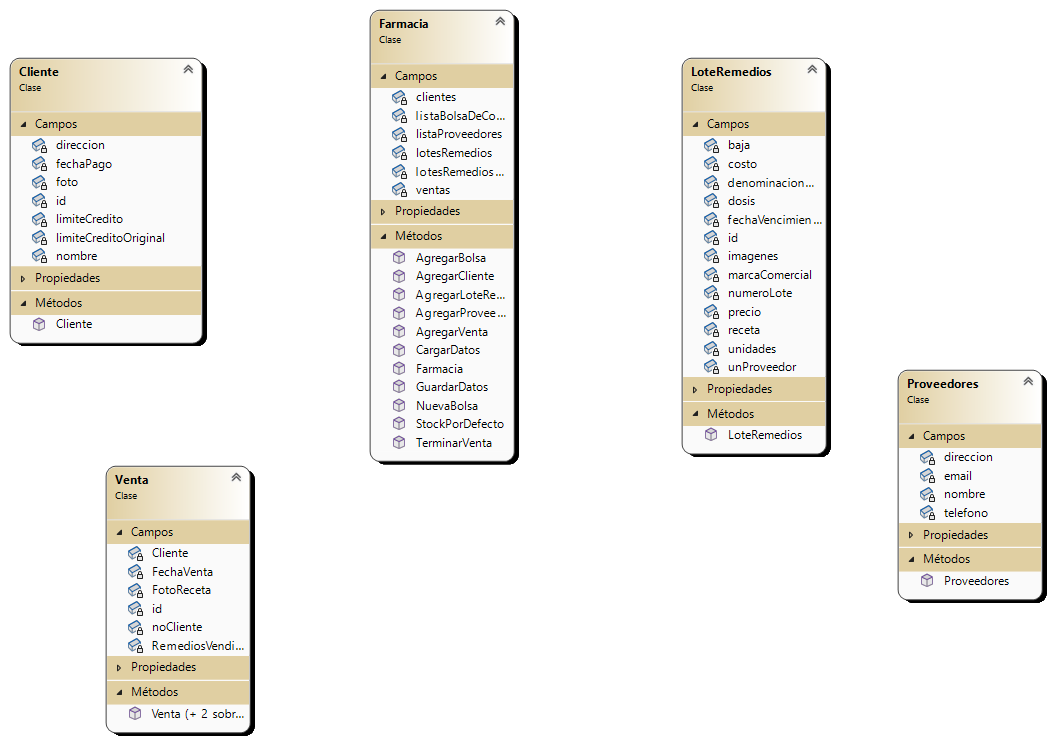 Cliente
Clase
Campos
direccion
fechaPago
foto
id
limiteCredito
limiteCreditoOriginal
nombre
Propiedades
Métodos
Cliente
Farmacia
Clase
Campos
clientes
listaBolsaDeCo...
listaProveedores
lotesRemedios
lotesRemedios...
ventas
Propiedades
Métodos
AgregarBolsa
AgregarCliente
AgregarLoteRe...
AgregarProvee...
AgregarVenta
CargarDatos
Farmacia
GuardarDatos
NuevaBolsa
StockPorDefecto
TerminarVenta
LoteRemedios
Clase
Campos
baja
costo
denominacion...
dosis
fechaVencimien...
id
imagenes
marcaComercial
numeroLote
precio
receta
unidades
unProveedor
Propiedades
Métodos
LoteRemedios
Proveedores
Clase
Campos
direccion
email
nombre
telefono
Propiedades
Métodos
Proveedores
Venta
Clase
Campos
Cliente
FechaVenta
FotoReceta
id
noCliente
RemediosVendi...
Propiedades
Métodos
Venta (+ 2 sobr...